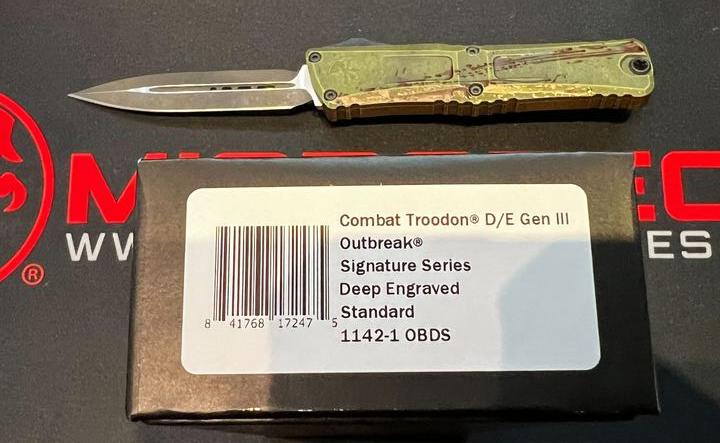 Combat Troodon® D/E Gen III
Outbreak®
Signature Series
Deep Engraved
Standard
1142-1 OBDS
8 41768 17247 5
®